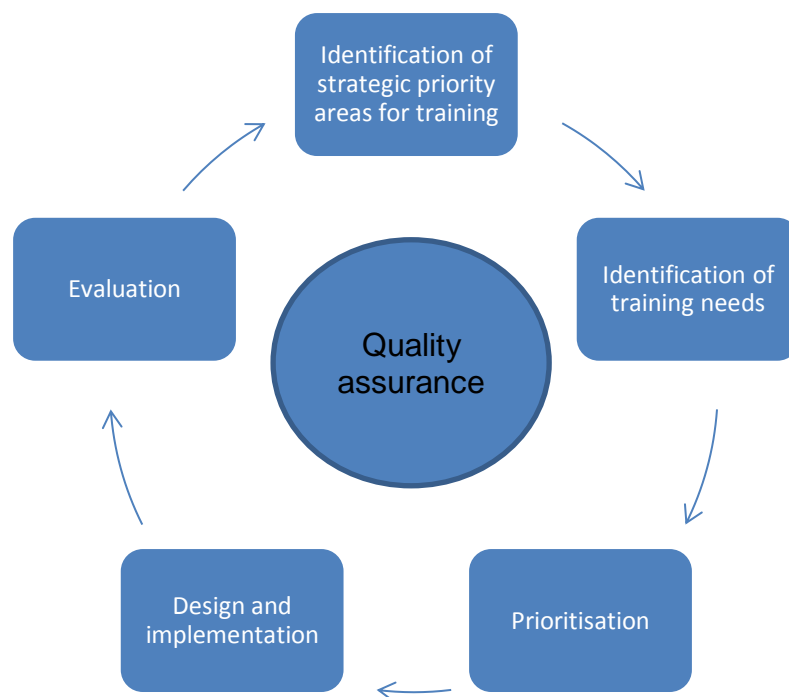 Identification of
strategic priority
areas for training
Identification of
training needs
Prioritisation
Design and
implementation
Evaluation
Quality
assurance